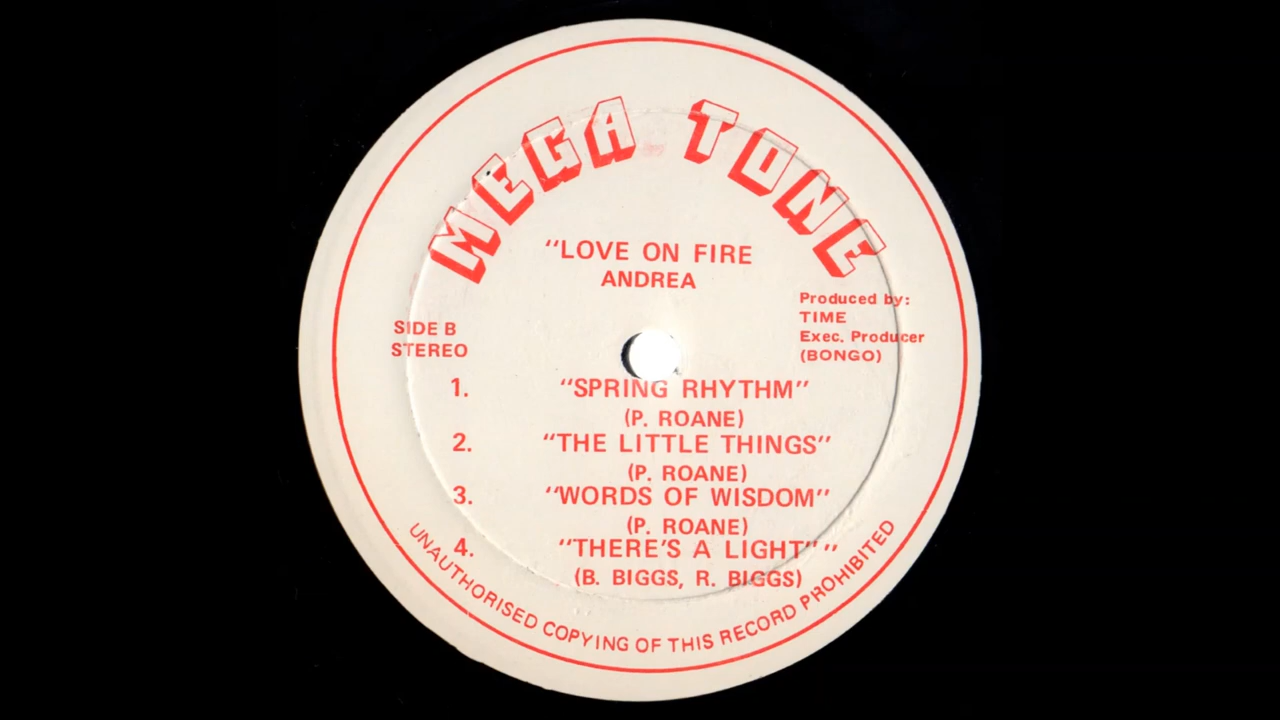 MEGA TONE
"LOVE ON FIRE
ANDREA
Produced by:
TIME
Exec. Producer
(BONGO)
SIDE B
STEREO
1. "SPRING RHYTHM"
(P. ROANE)
2. "THE LITTLE THINGS"
(P. ROANE)
3. "WORDS OF WISDOM"
(P. ROANE)
4. "THERE'S A LIGHT" "
(B. BIGGS, R. BIGGS)
UNAUTHORISED COPYING OF THIS RECORD PROHIBITED